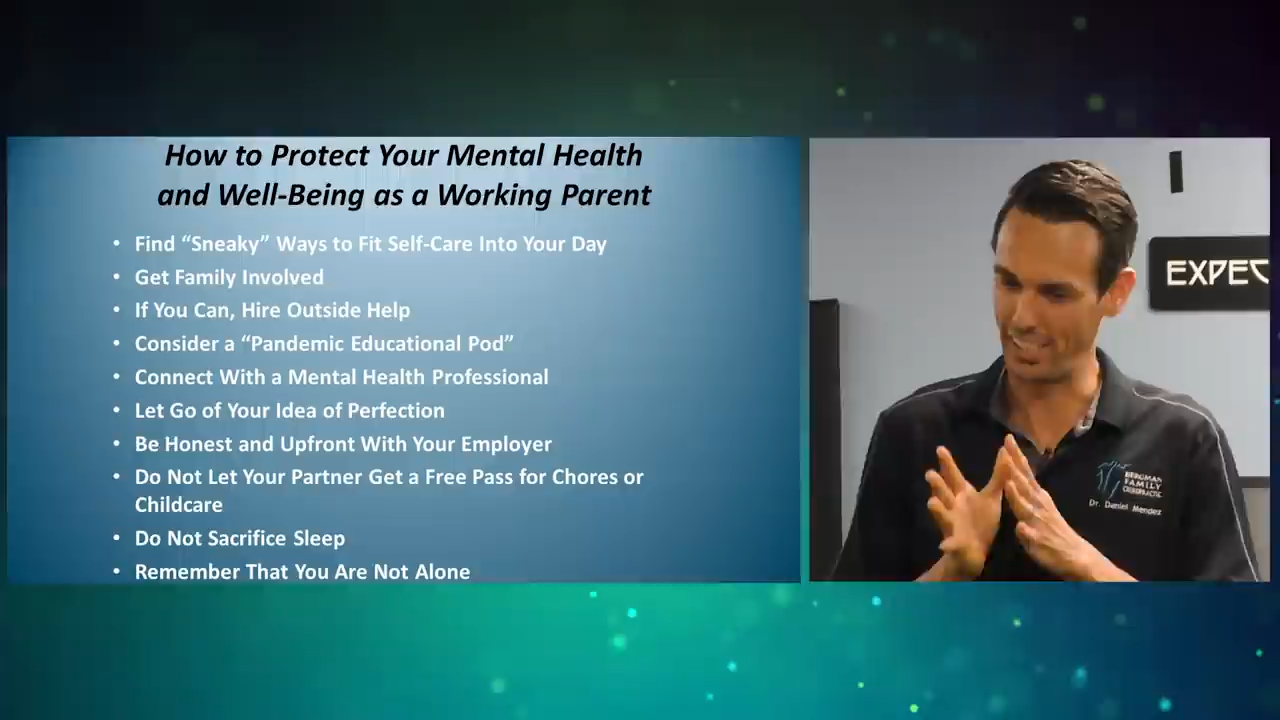 How to Protect Your Mental Health
and Well-Being as a Working Parent
• Find “Sneaky” Ways to Fit Self-Care Into Your Day
• Get Family Involved
• If You Can, Hire Outside Help
• Consider a “Pandemic Educational Pod”
• Connect With a Mental Health Professional
• Let Go of Your Idea of Perfection
• Be Honest and Upfront With Your Employer
• Do Not Let Your Partner Get a Free Pass for Chores or
Childcare
• Do Not Sacrifice Sleep
• Remember That You Are Not Alone
EXPEC
BERGMAN
FAMILY
CHIROPRACTIC
Dr. Daniel Mendez